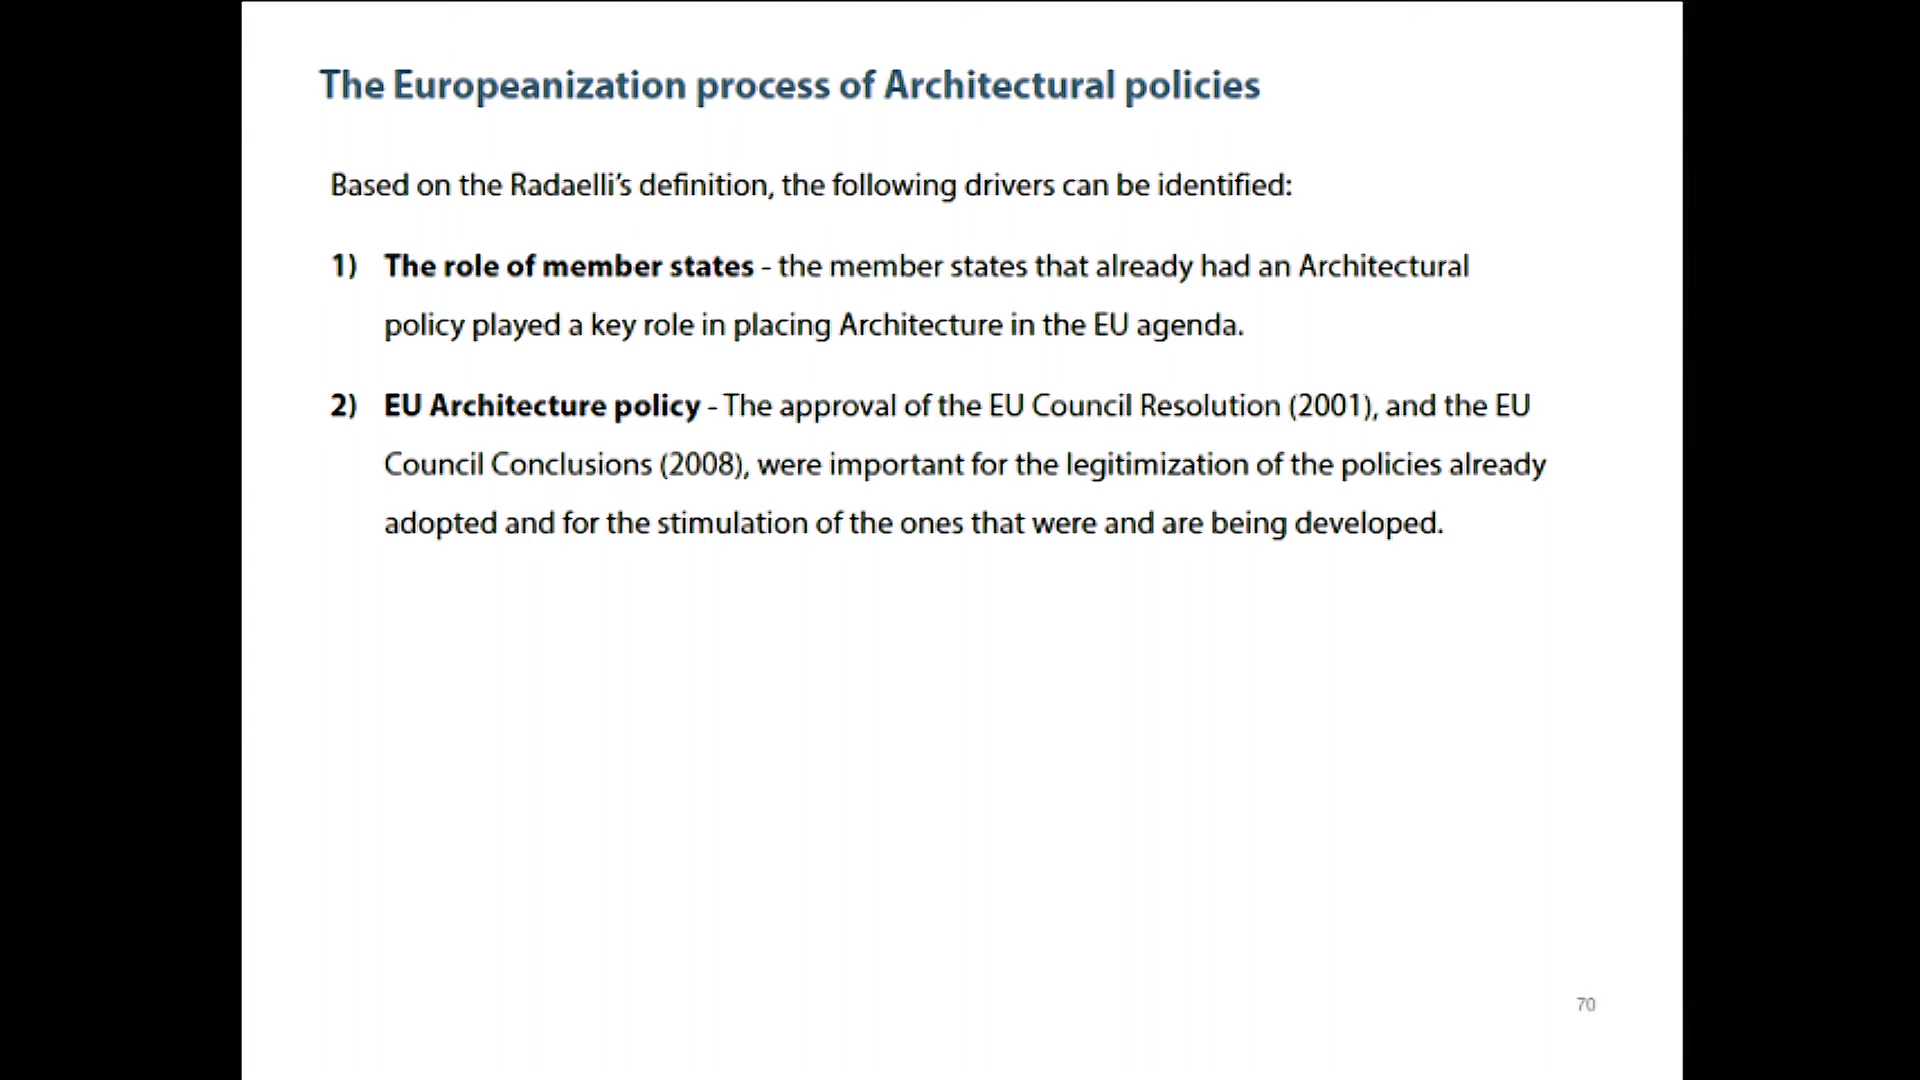 The Europeanization process of Architectural policies
Based on the Radaelli's definition, the following drivers can be identified:
1) The role of member states - the member states that already had an Architectural
policy played a key role in placing Architecture in the EU agenda.
2) EU Architecture policy - The approval of the EU Council Resolution (2001), and the EU
Council Conclusions (2008), were important for the legitimization of the policies already
adopted and for the stimulation of the ones that were and are being developed.
70